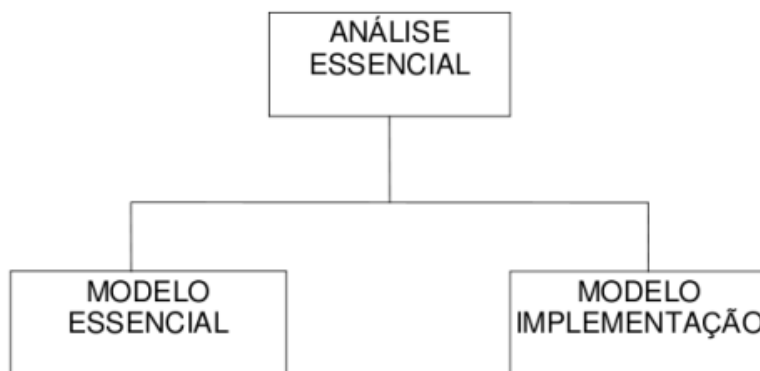 ANÁLISE
ESSENCIAL
MODELO
ESSENCIAL
MODELO
IMPLEMENTAÇÃO